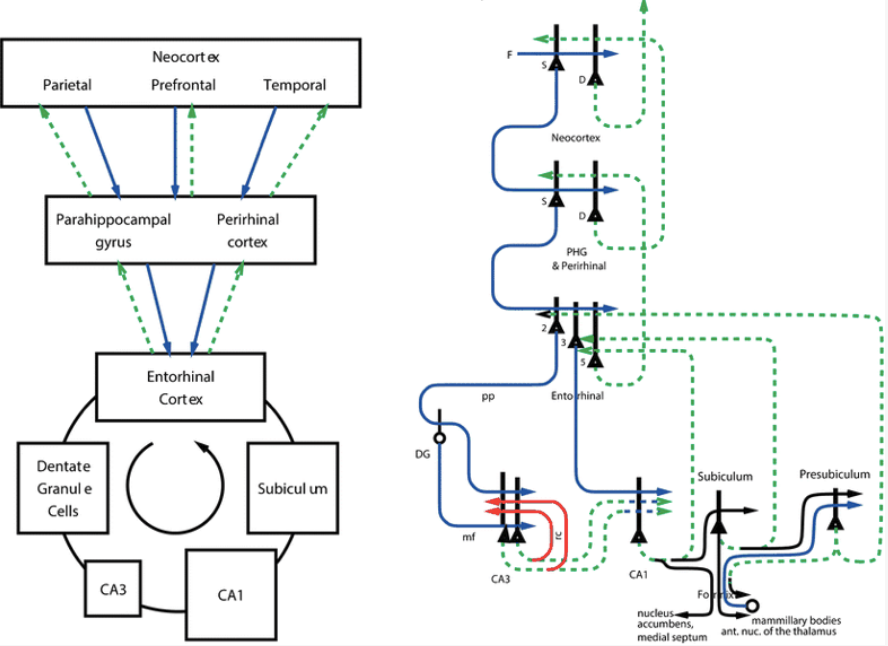 Neocortex
Parietal Prefrontal Temporal
Parahippocampal
gyrus
Perirhinal
cortex
Entorhinal
Cortex
Dentate
Granule
Cells
Subiculum
CA3
CA1
F
S
D
Neocortex
S
D
PHG
& Perirhinal
2
3
5
Entorhinal
pp
DG
mf
rc
CA3
CA1
Subiculum
Presubiculum
Fornix
nucleus
accumbens,
medial septum
mammillary bodies
ant. nuc. of the thalamus